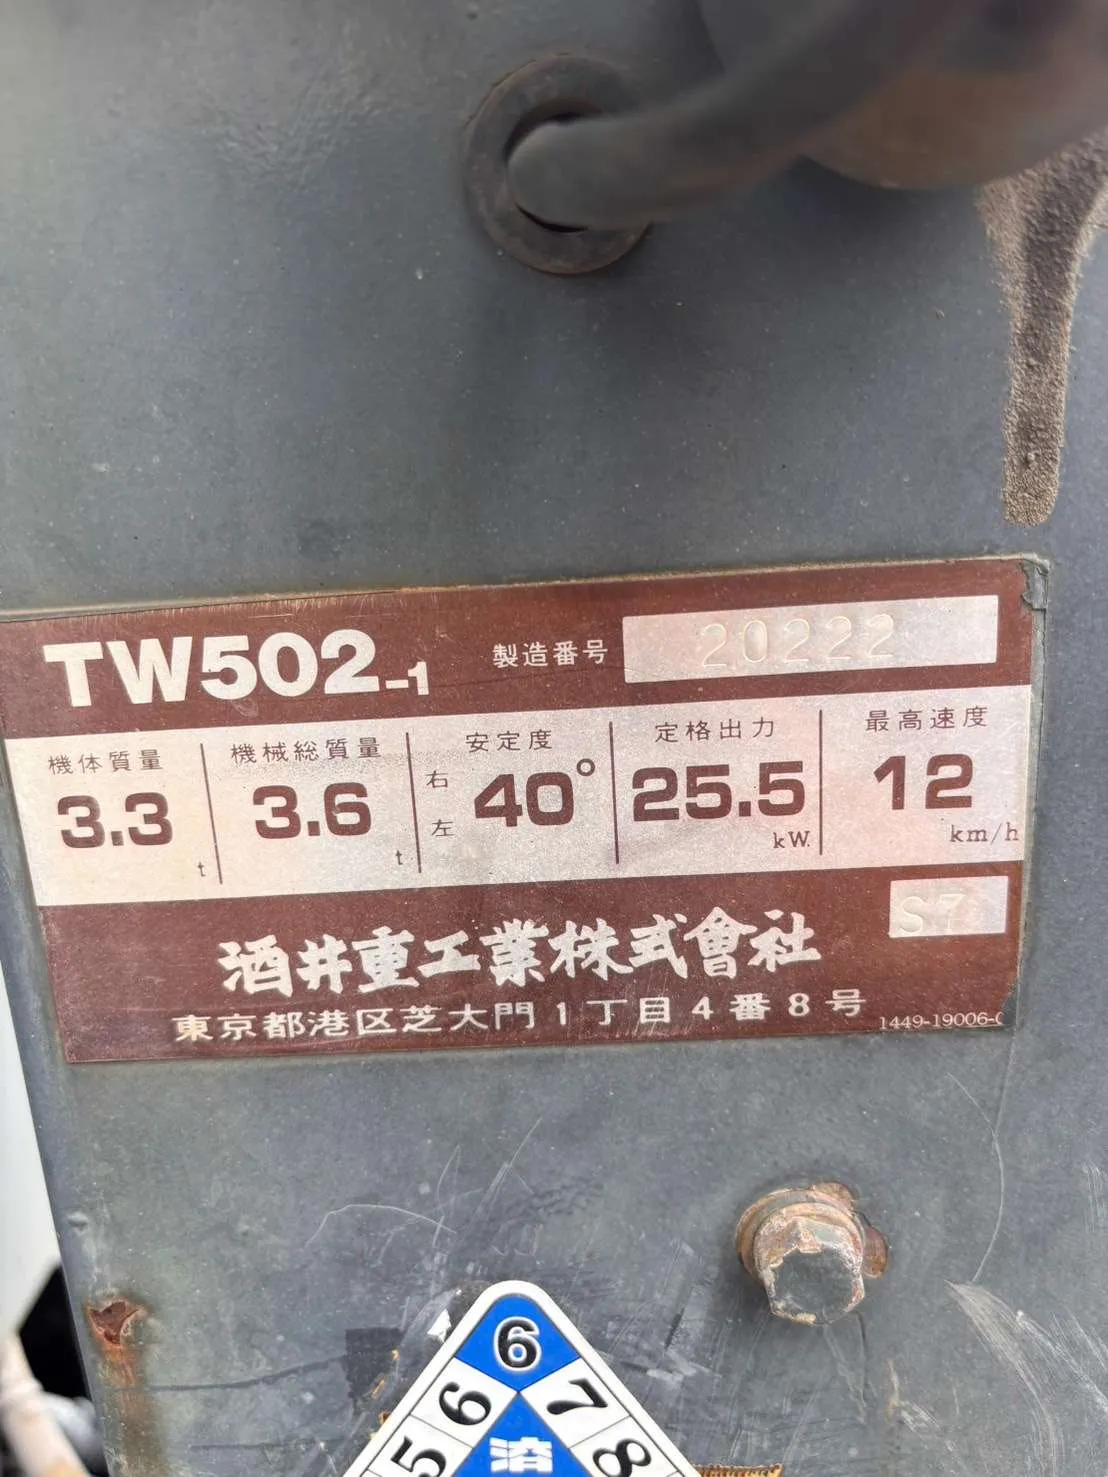 TW502-1 製造番号 20222
機体質量 機械総質量 安定度 定格出力 最高速度
3.3 t 3.6 t 右 左 40° 25.5 kW 12 km/h
S7
酒井重工業株式會社
東京都港区芝大門1丁目4番8号 1449-19006-0
6
6 7
5 済 8